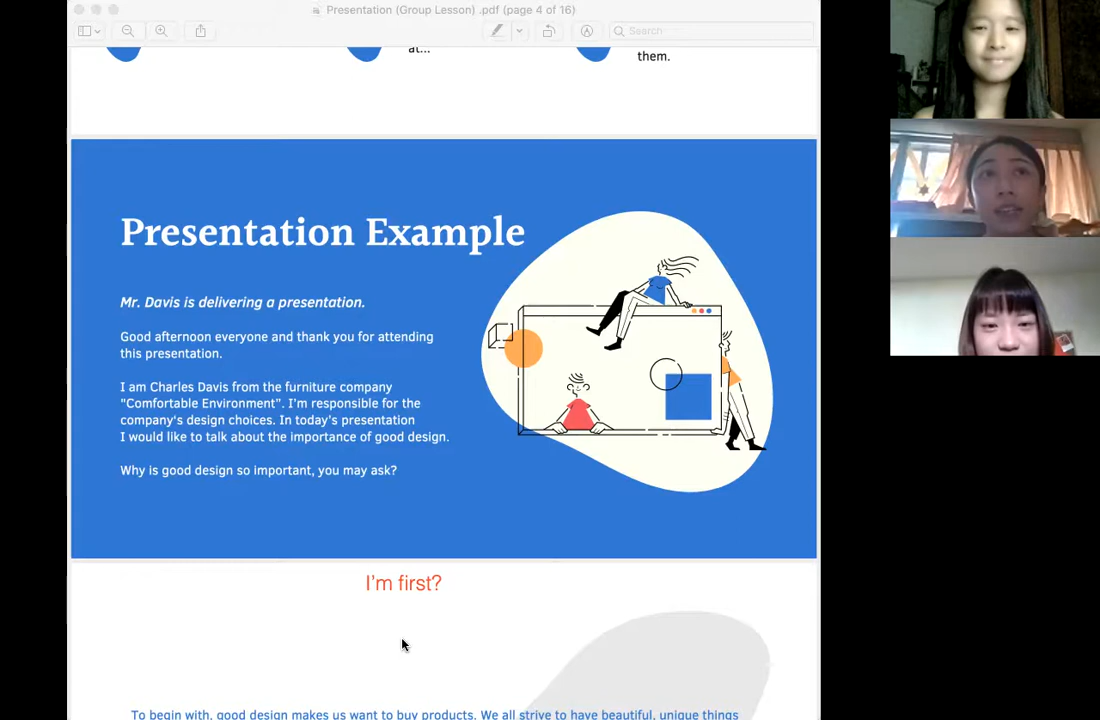 Presentation (Group Lesson) .pdf (page 4 of 16)
Search
at...
them.
Presentation Example
Mr. Davis is delivering a presentation.
Good afternoon everyone and thank you for attending
this presentation.
I am Charles Davis from the furniture company
"Comfortable Environment". I'm responsible for the
company's design choices. In today's presentation
I would like to talk about the importance of good design.
Why is good design so important, you may ask?
I'm first?
To begin with, good design makes us want to buy products. We all strive to have beautiful, unique things